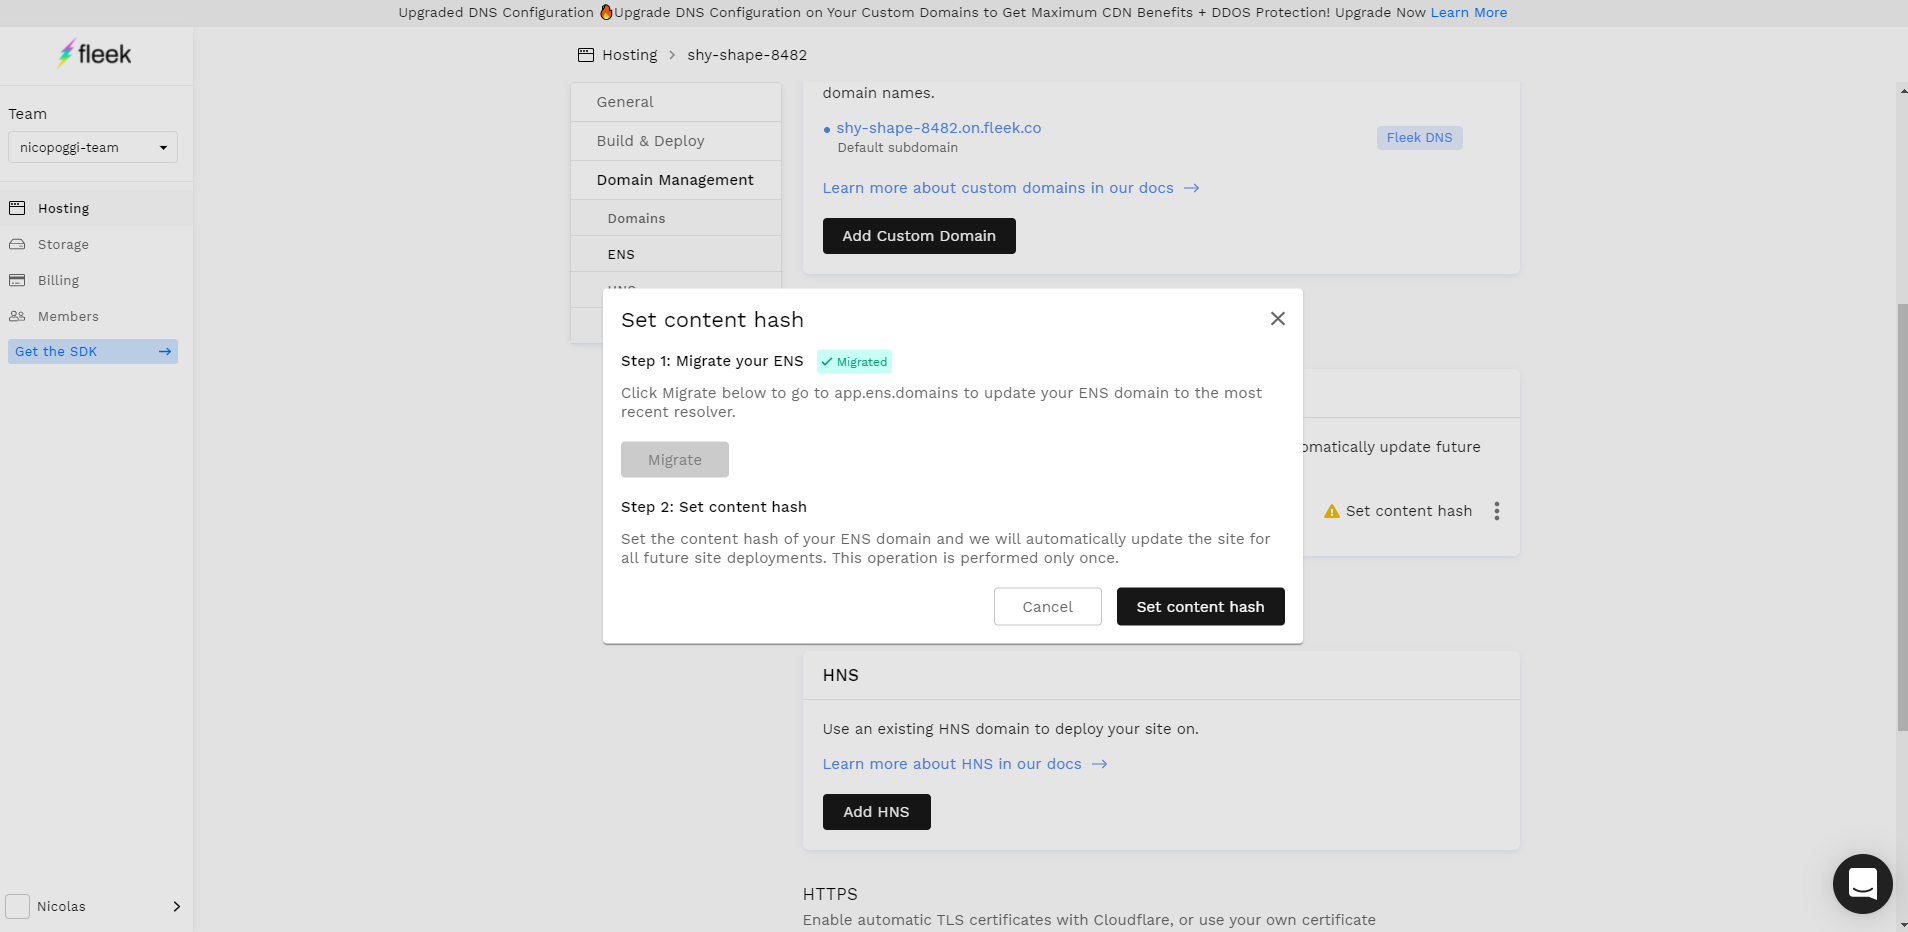 Upgraded DNS Configuration 🔥Upgrade DNS Configuration on Your Custom Domains to Get Maximum CDN Benefits + DDOS Protection! Upgrade Now Learn More
fleek
Team
nicopoggi-team
Hosting
Storage
Billing
Members
Get the SDK
Nicolas
Hosting > shy-shape-8482
General
Build & Deploy
Domain Management
Domains
ENS
domain names.
shy-shape-8482.on.fleek.co
Default subdomain
Fleek DNS
Learn more about custom domains in our docs
Add Custom Domain
Set content hash
Step 1: Migrate your ENS
Migrated
Click Migrate below to go to app.ens.domains to update your ENS domain to the most
recent resolver.
Migrate
Step 2: Set content hash
Set the content hash of your ENS domain and we will automatically update the site for
all future site deployments. This operation is performed only once.
Cancel
Set content hash
update future
Set content hash
HNS
Use an existing HNS domain to deploy your site on.
Learn more about HNS in our docs
Add HNS
HTTPS
Enable automatic TLS certificates with Cloudflare, or use your own certificate